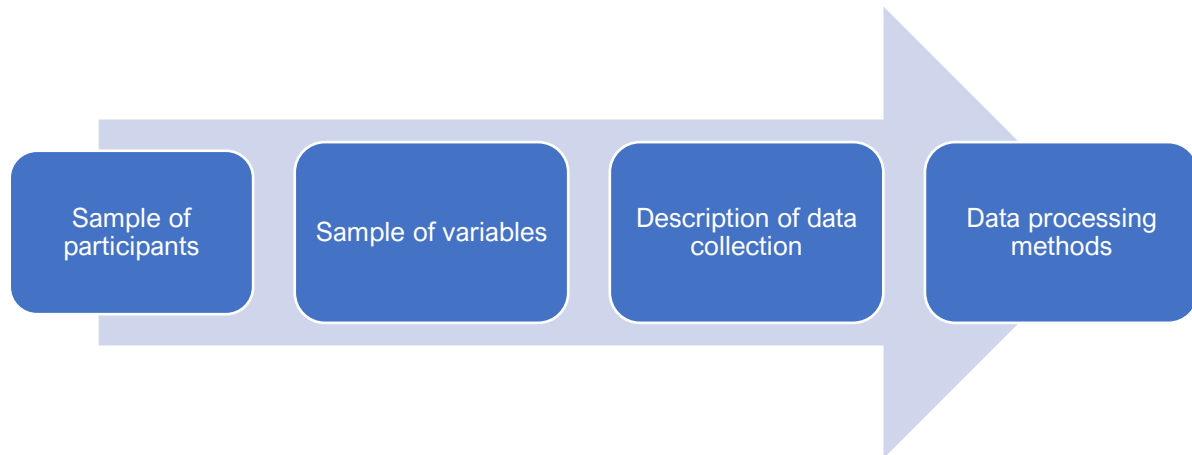 Sample of
participants
Sample of variables
Description of data
collection
Data processing
methods